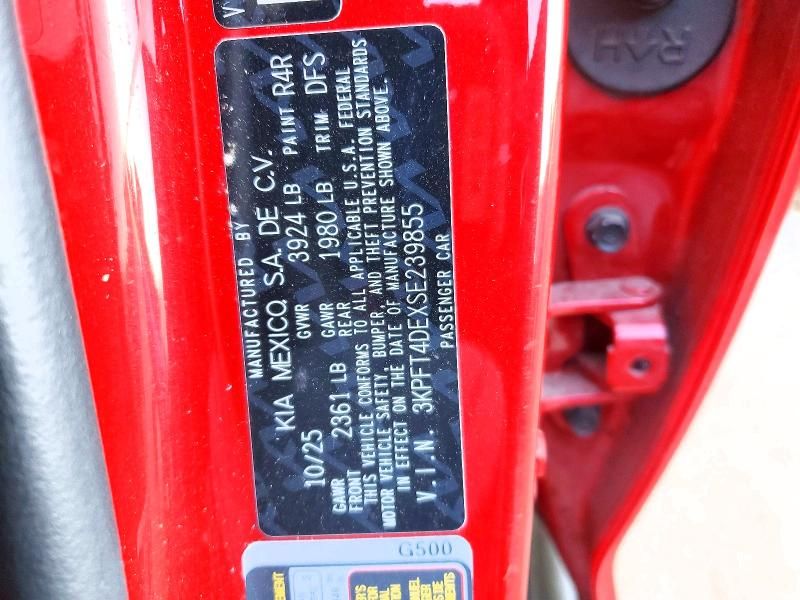 MANUFACTURED BY
KIA MEXICO, S.A. DE C.V.
10/25 GVWR 3924 LB PAINT R4R
GAWR FRONT 2361 LB GAWR REAR 1980 LB TRIM DFS
THIS VEHICLE CONFORMS TO ALL APPLICABLE U.S.A. FEDERAL
MOTOR VEHICLE SAFETY, BUMPER, AND THEFT PREVENTION STANDARDS
IN EFFECT ON THE DATE OF MANUFACTURE SHOWN ABOVE.
V.I.N. 3KPFT4DEXSE239855
PASSENGER CAR
G500
R4H
V